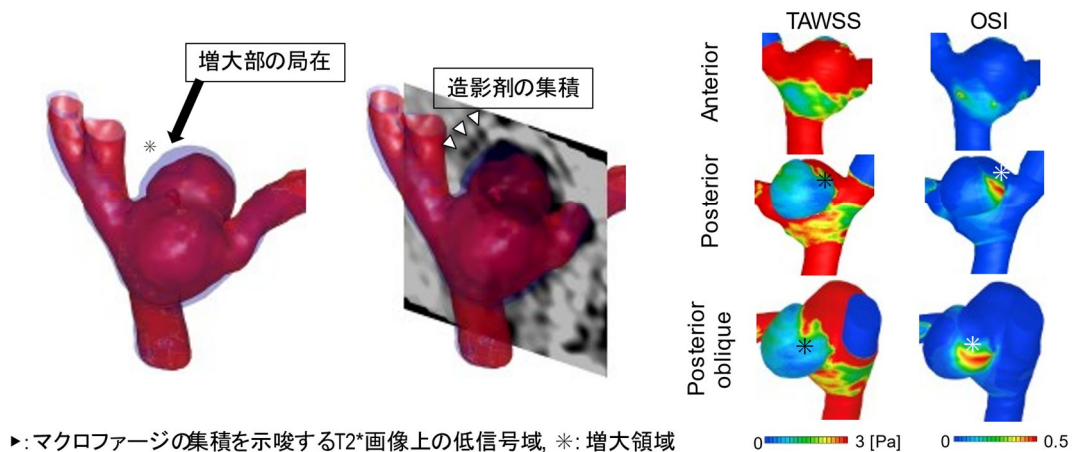 増大部の局在
造影剤の集積
TAWSS
OSI
Anterior
Posterior
Posterior
oblique
0
3 [Pa]
0
0.5
▶: マクロファージの集積を示唆するT2*画像上の低信号域, ✳: 増大領域